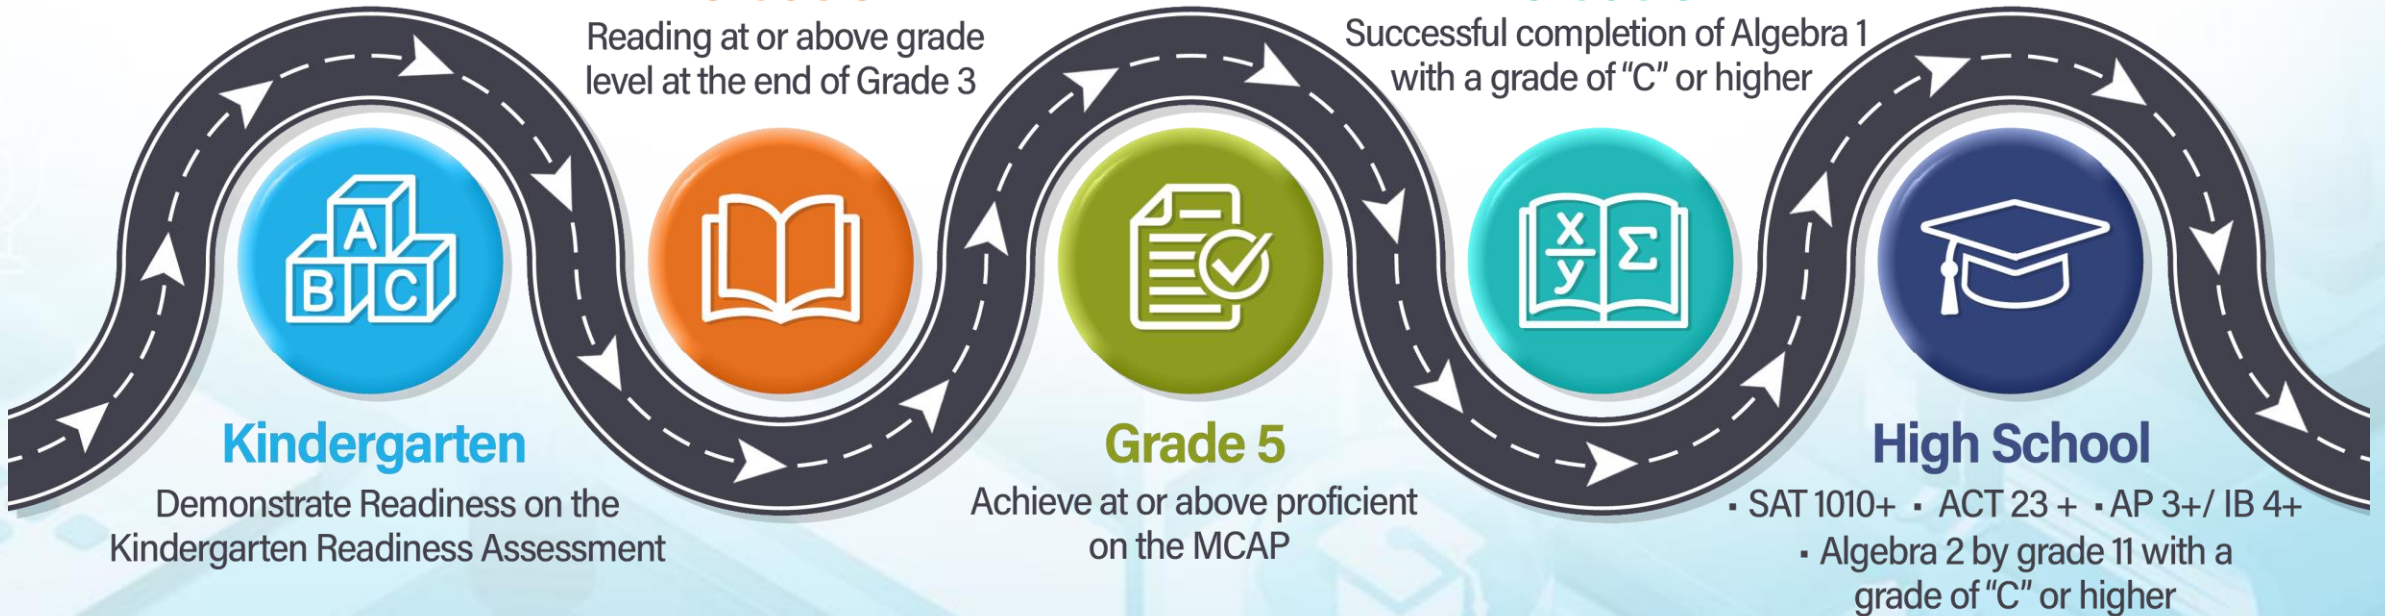 Reading at or above grade
level at the end of Grade 3
Successful completion of Algebra 1
with a grade of “C” or higher
A
B C
x
y Σ
Kindergarten
Demonstrate Readiness on the
Kindergarten Readiness Assessment
Grade 5
Achieve at or above proficient
on the MCAP
High School
▪ SAT 1010+ ▪ ACT 23 + ▪ AP 3+/ IB 4+
▪ Algebra 2 by grade 11 with a
grade of “C” or higher